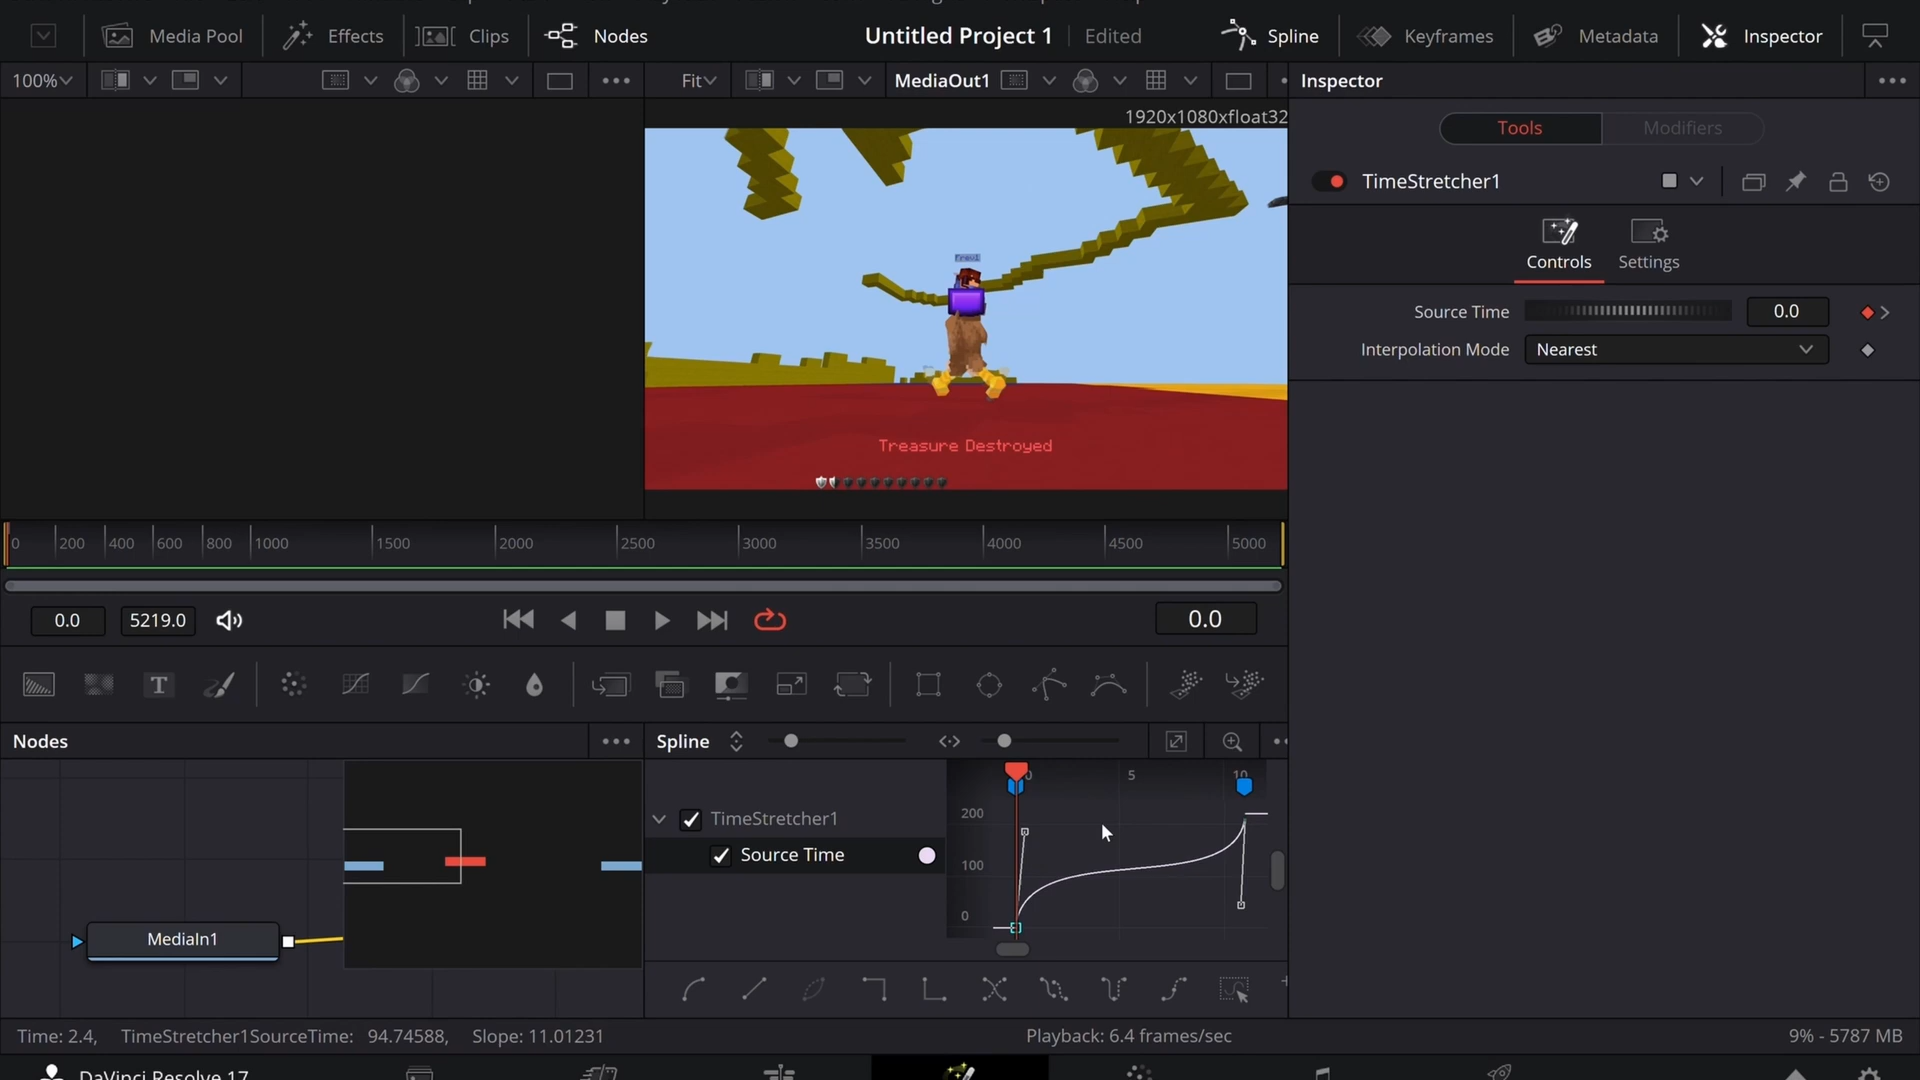 Media Pool Effects Clips Nodes Untitled Project 1 Edited Spline Keyframes Metadata Inspector
100% Fit MediaOut1 Inspector
1920x1080xfloat32
Tools Modifiers
TimeStretcher1
Controls Settings
Source Time 0.0
Interpolation Mode Nearest
Treasure Destroyed
0 200 400 600 800 1000 1500 2000 2500 3000 3500 4000 4500 5000
0.0 5219.0 0.0
T
Nodes Spline
0 5 10
200
TimeStretcher1
Source Time
100
0
MediaIn1
Time: 2.4, TimeStretcher1SourceTime: 94.74588, Slope: 11.01231 Playback: 6.4 frames/sec 9% - 5787 MB
DaVinci Resolve 17